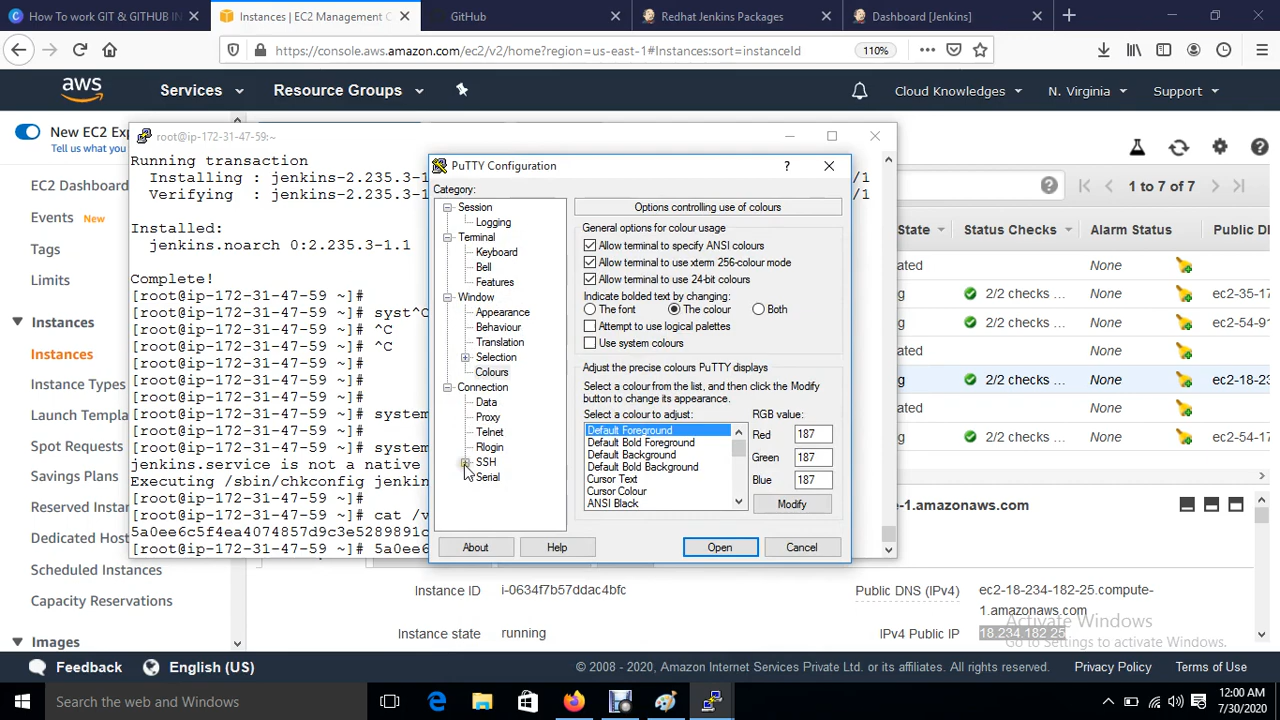 How To work GIT & GITHUB IN
Instances | EC2 Management C
GitHub
Redhat Jenkins Packages
Dashboard [Jenkins]
https://console.aws.amazon.com/ec2/v2/home?region=us-east-1#Instances:sort=instanceId
110%
aws
Services
Resource Groups
Cloud Knowledges
N. Virginia
Support
New EC2 Exp
Tell us what you
EC2 Dashboard
Events
New
Tags
Limits
Instances
Instances
Instance Types
Launch Templa
Spot Requests
Savings Plans
Reserved Instan
Dedicated Host
Scheduled Instances
Capacity Reservations
Images
root@ip-172-31-47-59:~
Running transaction
Installing : jenkins-2.235.3-1
/1
Verifying : jenkins-2.235.3-1
/1
Installed:
jenkins.noarch 0:2.235.3-1.1
Complete!
[root@ip-172-31-47-59 ~]#
[root@ip-172-31-47-59 ~]# syst^C
[root@ip-172-31-47-59 ~]# ^C
[root@ip-172-31-47-59 ~]# ^C
[root@ip-172-31-47-59 ~]#
[root@ip-172-31-47-59 ~]#
[root@ip-172-31-47-59 ~]#
[root@ip-172-31-47-59 ~]# system
[root@ip-172-31-47-59 ~]#
[root@ip-172-31-47-59 ~]# system
jenkins.service is not a native
Executing /sbin/chkconfig jenkin
[root@ip-172-31-47-59 ~]#
[root@ip-172-31-47-59 ~]# cat /v
5a0ee6c5f4ea4074857d9c3e5289891c
[root@ip-172-31-47-59 ~]# 5a0ee6
PuTTY Configuration
?
Category:
Session
Logging
Terminal
Keyboard
Bell
Features
Window
Appearance
Behaviour
Translation
Selection
Colours
Connection
Data
Proxy
Telnet
Rlogin
SSH
Serial
Options controlling use of colours
General options for colour usage
Allow terminal to specify ANSI colours
Allow terminal to use xterm 256-colour mode
Allow terminal to use 24-bit colours
Indicate bolded text by changing:
The font
The colour
Both
Attempt to use logical palettes
Use system colours
Adjust the precise colours PuTTY displays
Select a colour from the list, and then click the Modify
button to change its appearance.
Select a colour to adjust:
RGB value:
Default Foreground
Default Bold Foreground
Default Background
Default Bold Background
Cursor Text
Cursor Colour
ANSI Black
Red
187
Green
187
Blue
187
Modify
About
Help
Open
Cancel
1 to 7 of 7
State
Status Checks
Alarm Status
Public D
ated
None
g
2/2 checks ...
None
ec2-35-17
g
2/2 checks ...
None
ec2-54-91
ated
None
g
2/2 checks ...
None
ec2-18-23
ated
None
ated
None
-1.amazonaws.com
Instance ID
i-0634f7b57ddac4bfc
Public DNS (IPv4)
ec2-18-234-182-25.compute-
1.amazonaws.com
Instance state
running
IPv4 Public IP
18.234.182.25
Activate Windows
Go to Settings to activate Windows.
Feedback
English (US)
© 2008 - 2020, Amazon Internet Services Private Ltd. or its affiliates. All rights reserved.
Privacy Policy
Terms of Use
Search the web and Windows
12:00 AM
7/30/2020